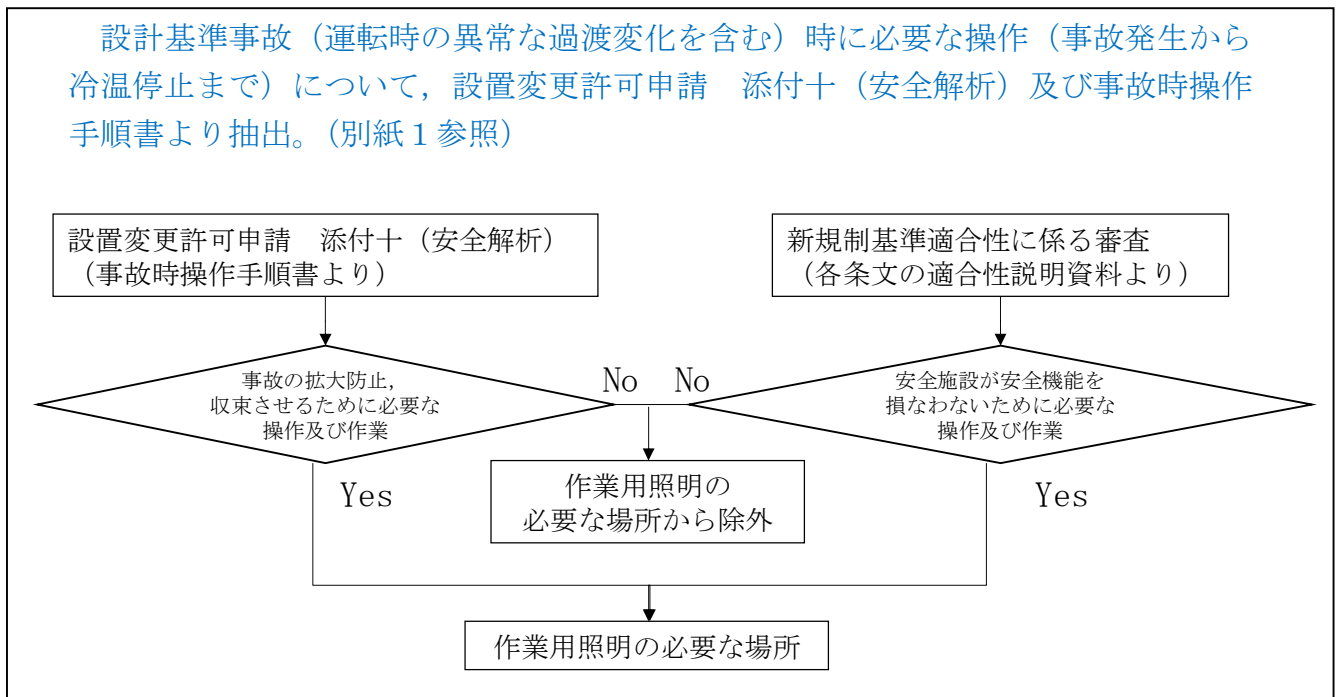 設計基準事故（運転時の異常な過渡変化を含む）時に必要な操作（事故発生から
冷温停止まで）について，設置変更許可申請　添付十（安全解析）及び事故時操作
手順書より抽出。（別紙１参照）
設置変更許可申請　添付十（安全解析）
（事故時操作手順書より）
新規制基準適合性に係る審査
（各条文の適合性説明資料より）
事故の拡大防止，
収束させるために必要な
操作及び作業
No
No
安全施設が安全機能を
損なわないために必要な
操作及び作業
Yes
作業用照明の
必要な場所から除外
Yes
作業用照明の必要な場所